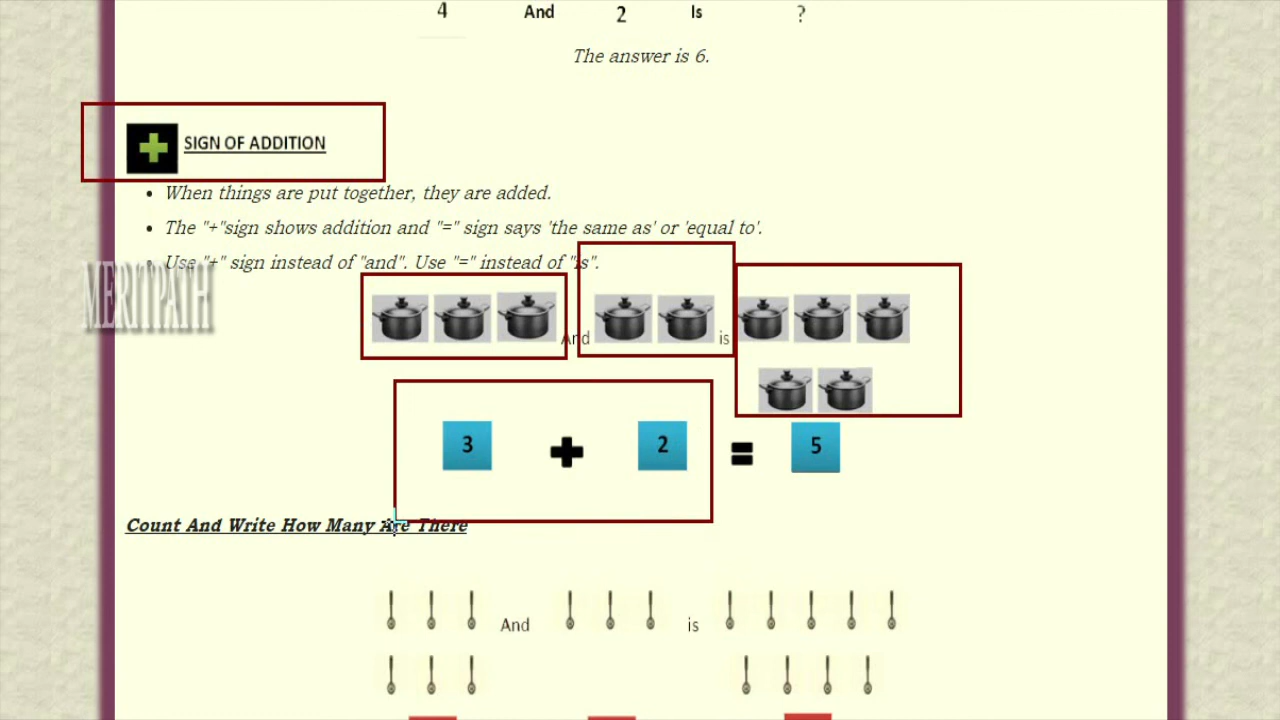 4 And 2 Is ?
The answer is 6.
SIGN OF ADDITION
• When things are put together, they are added.
• The "+"sign shows addition and "=" sign says 'the same as' or 'equal to'.
• Use "+" sign instead of "and". Use "=" instead of "is".
MERITPATH
And is
3 + 2 = 5
Count And Write How Many Are There
And is